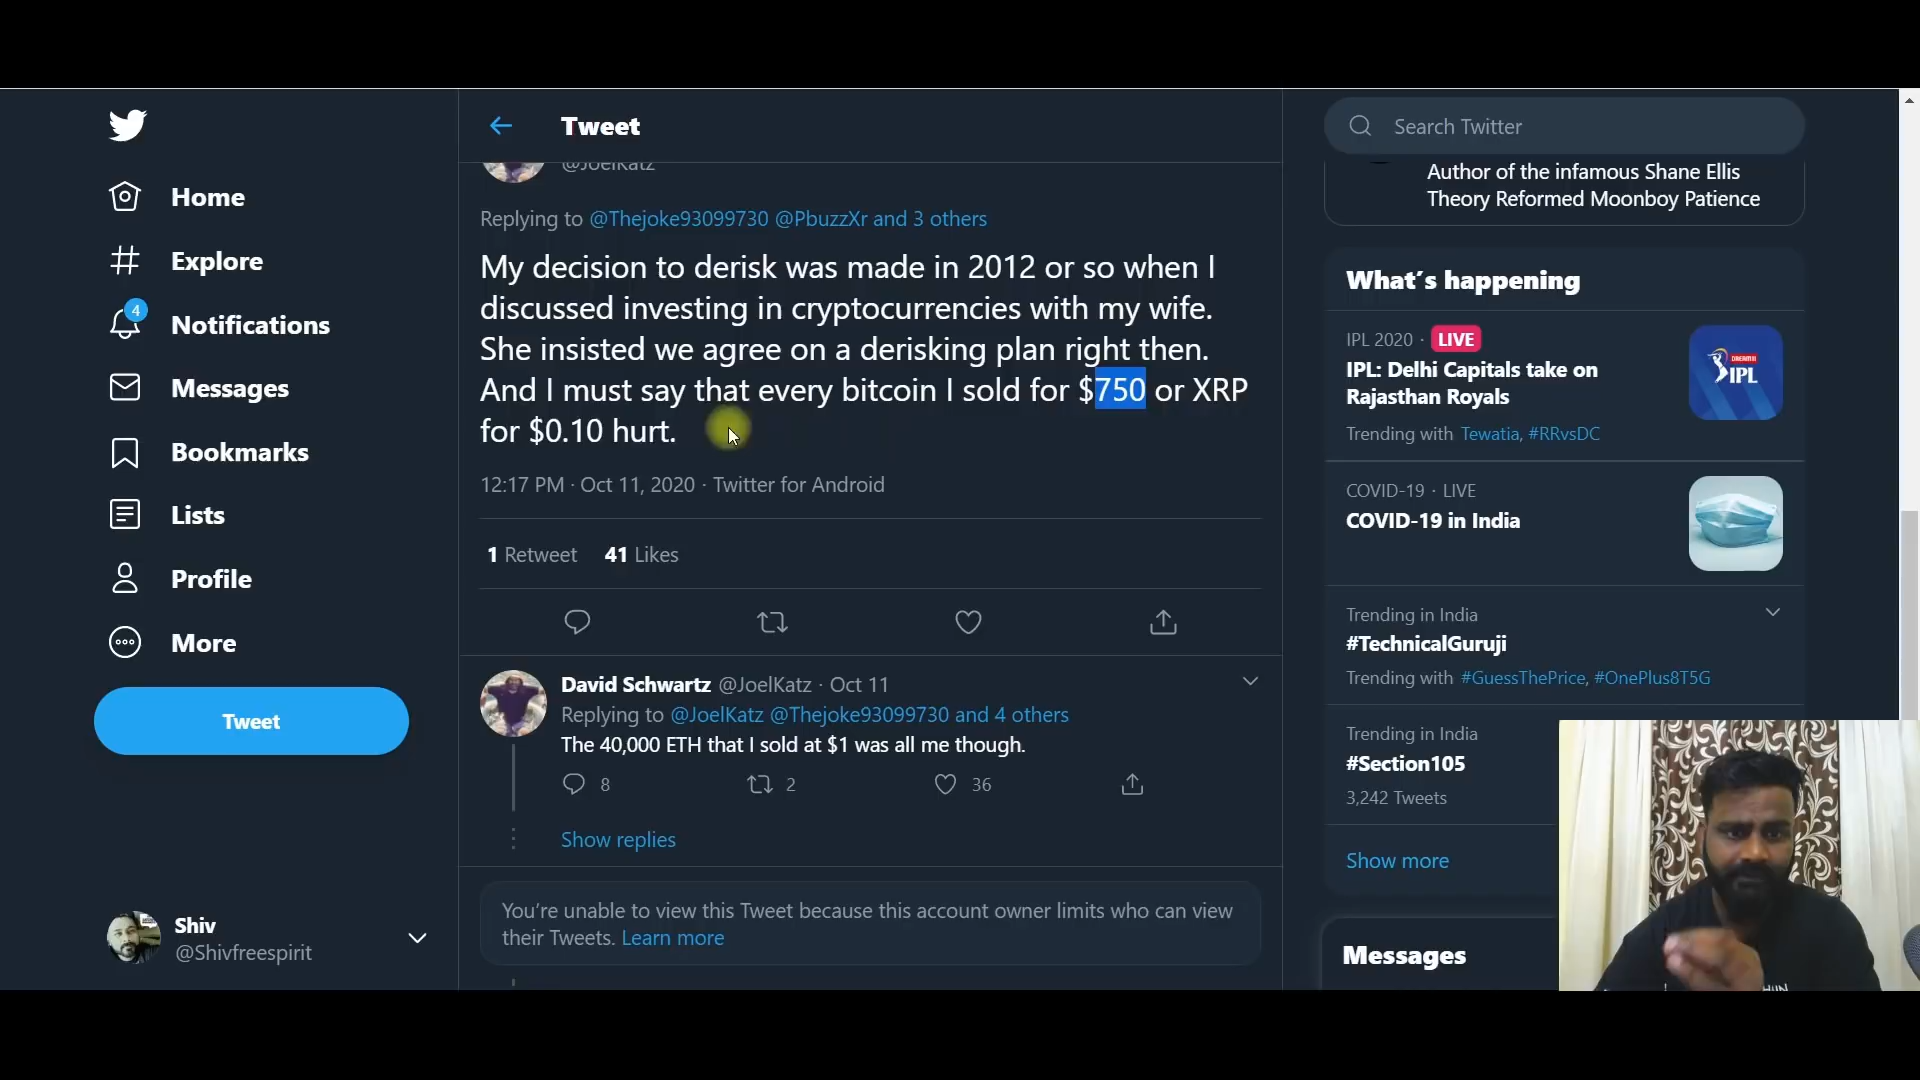 Home
Explore
4
Notifications
Messages
Bookmarks
Lists
Profile
More
Tweet
Shiv
@Shivfreespirit
Tweet
@JoelKatz
Replying to @Thejoke93099730 @PbuzzXr and 3 others
My decision to derisk was made in 2012 or so when I
discussed investing in cryptocurrencies with my wife.
She insisted we agree on a derisking plan right then.
And I must say that every bitcoin I sold for $750 or XRP
for $0.10 hurt.
12:17 PM · Oct 11, 2020 · Twitter for Android
1 Retweet 41 Likes
David Schwartz @JoelKatz · Oct 11
Replying to @JoelKatz @Thejoke93099730 and 4 others
The 40,000 ETH that I sold at $1 was all me though.
8 2 36
Show replies
You’re unable to view this Tweet because this account owner limits who can view
their Tweets. Learn more
Search Twitter
Author of the infamous Shane Ellis
Theory Reformed Moonboy Patience
What’s happening
IPL 2020 · LIVE
IPL: Delhi Capitals take on
Rajasthan Royals
Trending with Tewatia, #RRvsDC
DREAM11
IPL
COVID-19 · LIVE
COVID-19 in India
Trending in India
#TechnicalGuruji
Trending with #GuessThePrice, #OnePlus8T5G
Trending in India
#Section105
3,242 Tweets
Show more
Messages